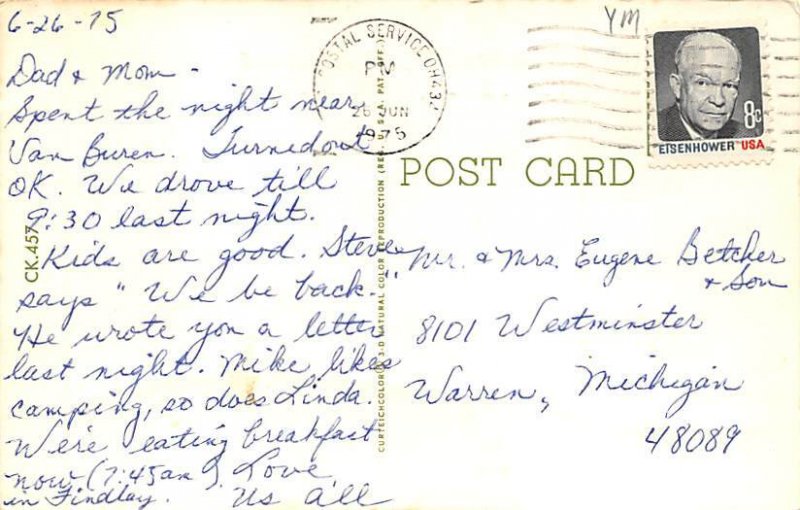 6-26-75
Dad & Mom -
Spent the night near
Van Buren. Turned out
OK. We drove till
9:30 last night.
Kids are good. Steve
says "We be back."
He wrote you a letter
last night. Mike likes
camping, so does Linda.
We're eating breakfast
now (7:45am). Love,
in Findlay. Us all
CK.457
CURTEICHCOLOR® 3-D NATURAL COLOR REPRODUCTION (REG. U.S.A. PAT. OFF.)
POSTAL SERVICE OH
PM
26 JUN
1975
YM
8c
EISENHOWER USA
POST CARD
Mr. & Mrs. Eugene Betcher
& Son
8101 Westminster
Warren, Michigan
48089